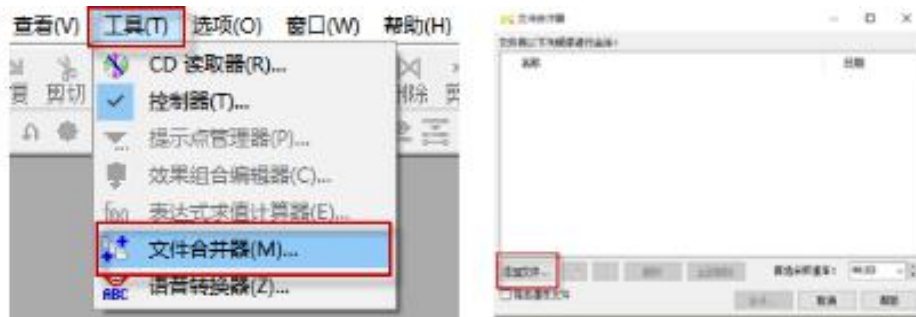 查看(V) 工具(T) 选项(O) 窗口(W) 帮助(H)
CD 读取器(R)...
剪切
控制器(T)...
提示点管理器(P)...
效果组合编辑器(C)...
表达式求值计算器(E)...
文件合并器(M)...
ABC 语音转换器(Z)...
文件合并器
名称 日期
添加文件...
取消 帮助